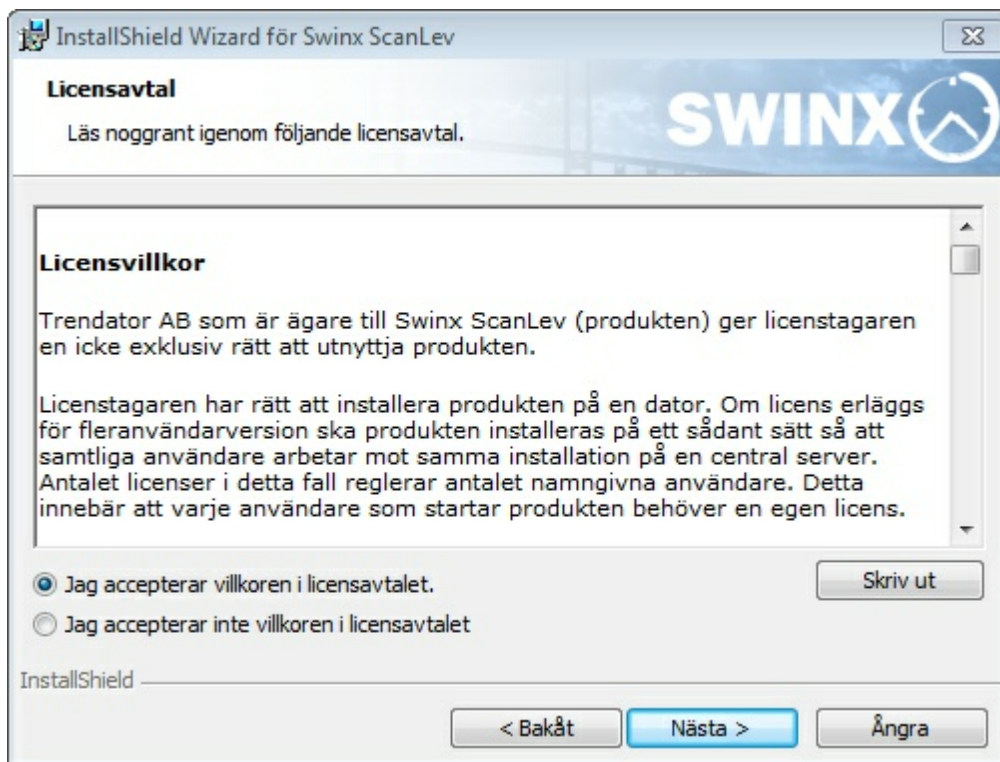 InstallShield Wizard för Swinx ScanLev
Licensavtal
Läs noggrant igenom följande licensavtal.
SWINX
Licensvillkor
Trendator AB som är ägare till Swinx ScanLev (produkten) ger licenstagaren
en icke exklusiv rätt att utnyttja produkten.
Licenstagaren har rätt att installera produkten på en dator. Om licens erläggs
för fleranvändarversion ska produkten installeras på ett sådant sätt så att
samtliga användare arbetar mot samma installation på en central server.
Antalet licenser i detta fall reglerar antalet namngivna användare. Detta
innebär att varje användare som startar produkten behöver en egen licens.
Jag accepterar villkoren i licensavtalet.
Skriv ut
Jag accepterar inte villkoren i licensavtalet
InstallShield
< Bakåt
Nästa >
Ångra